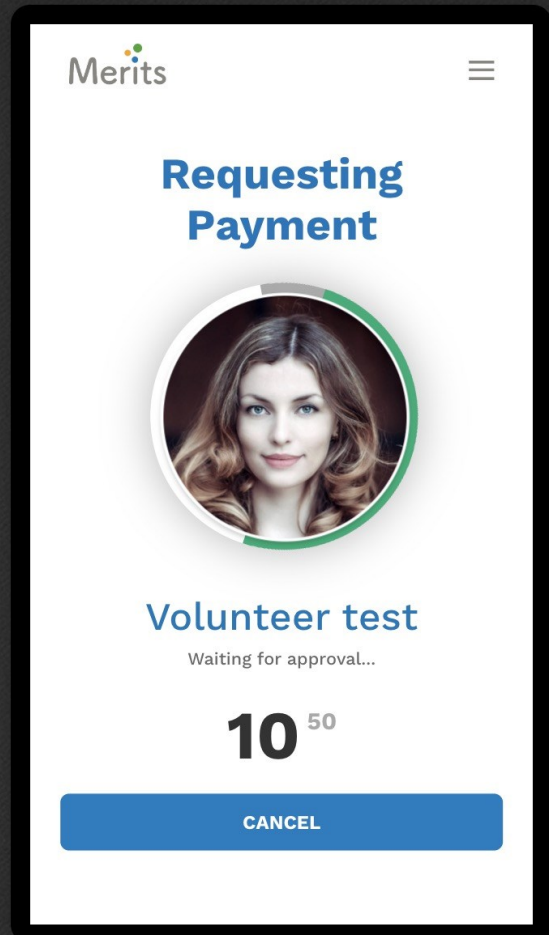 Merits
Requesting
Payment
Volunteer test
Waiting for approval...
10 50
CANCEL